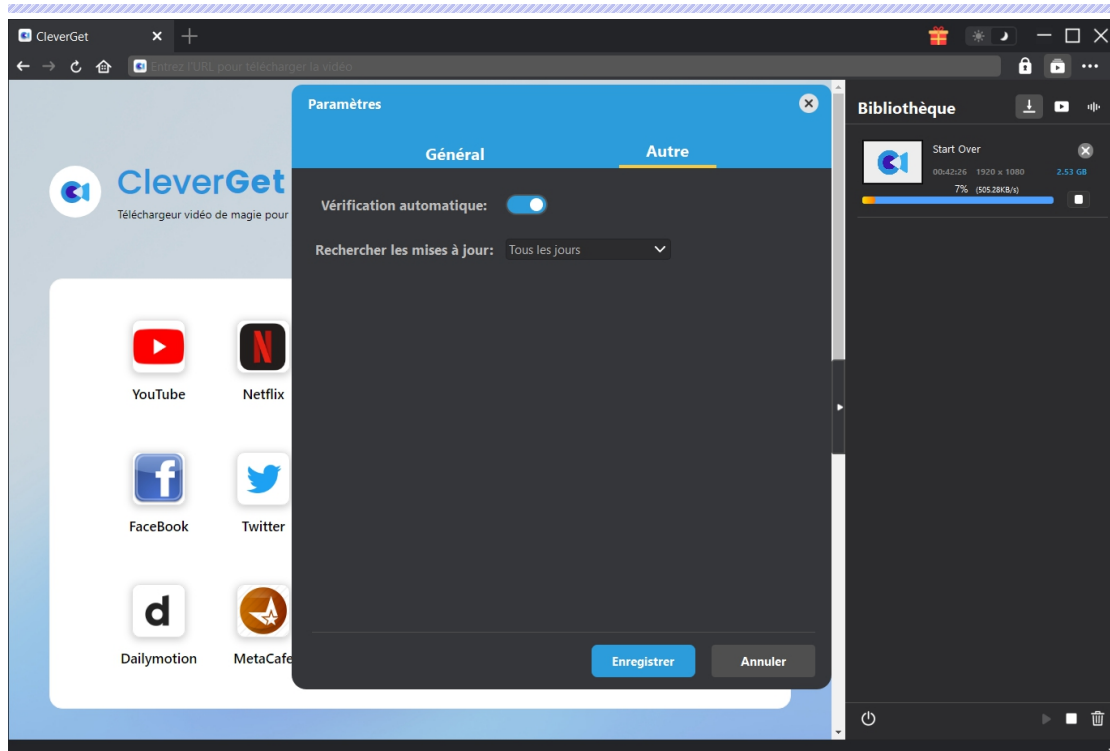 CleverGet
Entrez l'URL pour télécharger la vidéo
Paramètres
Général
Autre
Vérification automatique:
Rechercher les mises à jour: Tous les jours
Enregistrer
Annuler
CleverGet
Téléchargeur vidéo de magie pour
YouTube
Netflix
FaceBook
Twitter
Dailymotion
MetaCafe
Bibliothèque
Start Over
00:42:26 1920 x 1080 2.53 GB
7% (505.28KB/s)